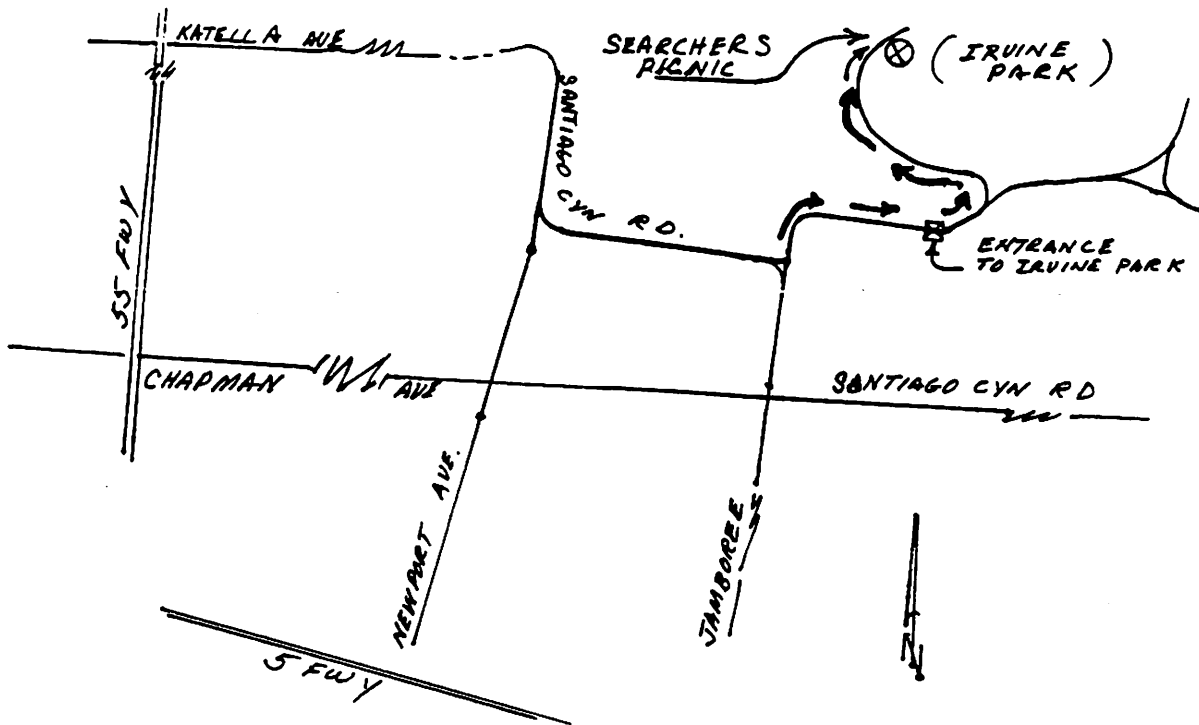 KATELLA AVE
SEARCHERS
PICNIC
(IRVINE
PARK)
SANTIAGO
CYN RD.
55 FWY
ENTRANCE
TO IRVINE PARK
CHAPMAN AVE
SANTIAGO CYN RD
NEWPORT AVE.
JAMBOREE
5 FWY
N